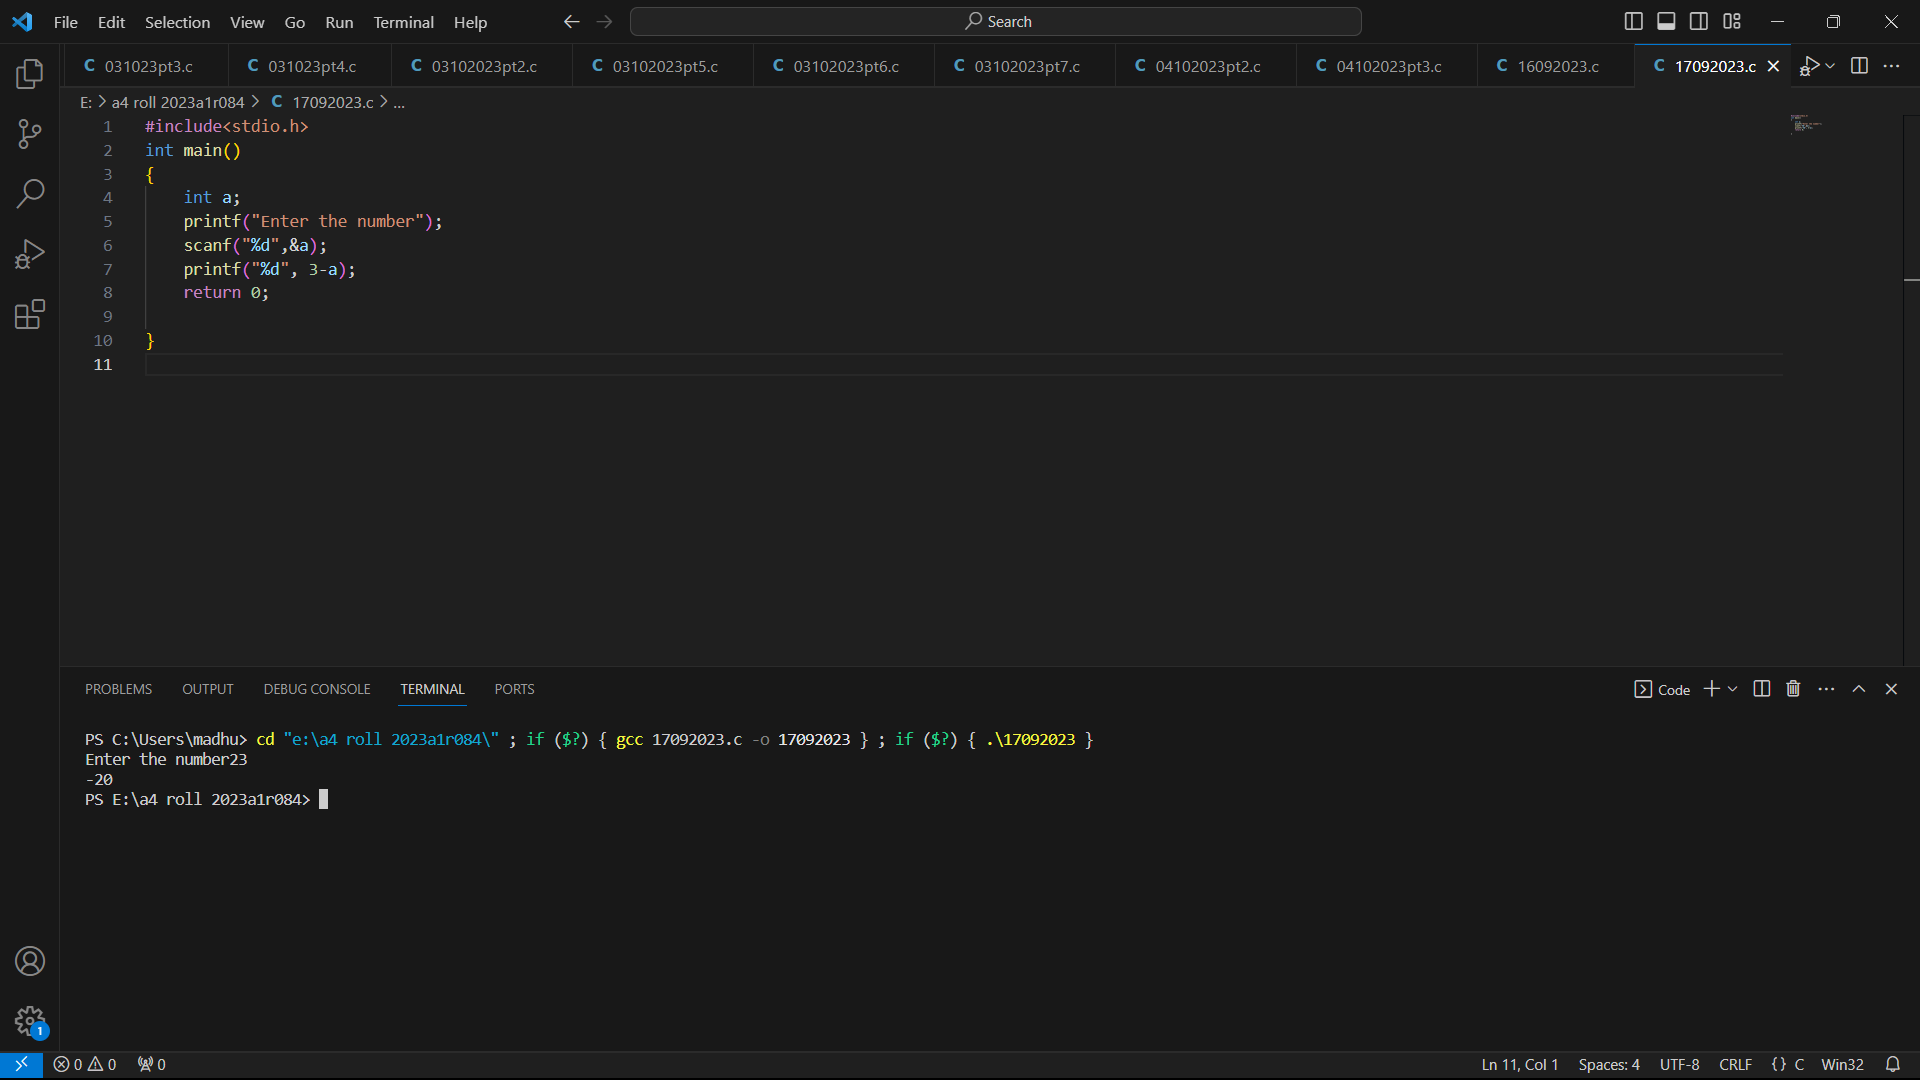 File Edit Selection View Go Run Terminal Help
Search
C 031023pt3.c C 031023pt4.c C 03102023pt2.c C 03102023pt5.c C 03102023pt6.c C 03102023pt7.c C 04102023pt2.c C 04102023pt3.c C 16092023.c C 17092023.c
E: > a4 roll 2023a1r084 > C 17092023.c > ...
1 #include<stdio.h>
2 int main()
3 {
4     int a;
5     printf("Enter the number");
6     scanf("%d",&a);
7     printf("%d", 3-a);
8     return 0;
9
10 }
11
PROBLEMS OUTPUT DEBUG CONSOLE TERMINAL PORTS
Code
PS C:\Users\madhu> cd "e:\a4 roll 2023a1r084\" ; if ($?) { gcc 17092023.c -o 17092023 } ; if ($?) { .\17092023 }
Enter the number23
-20
PS E:\a4 roll 2023a1r084>
1
0 0 0
Ln 11, Col 1 Spaces: 4 UTF-8 CRLF {} C Win32